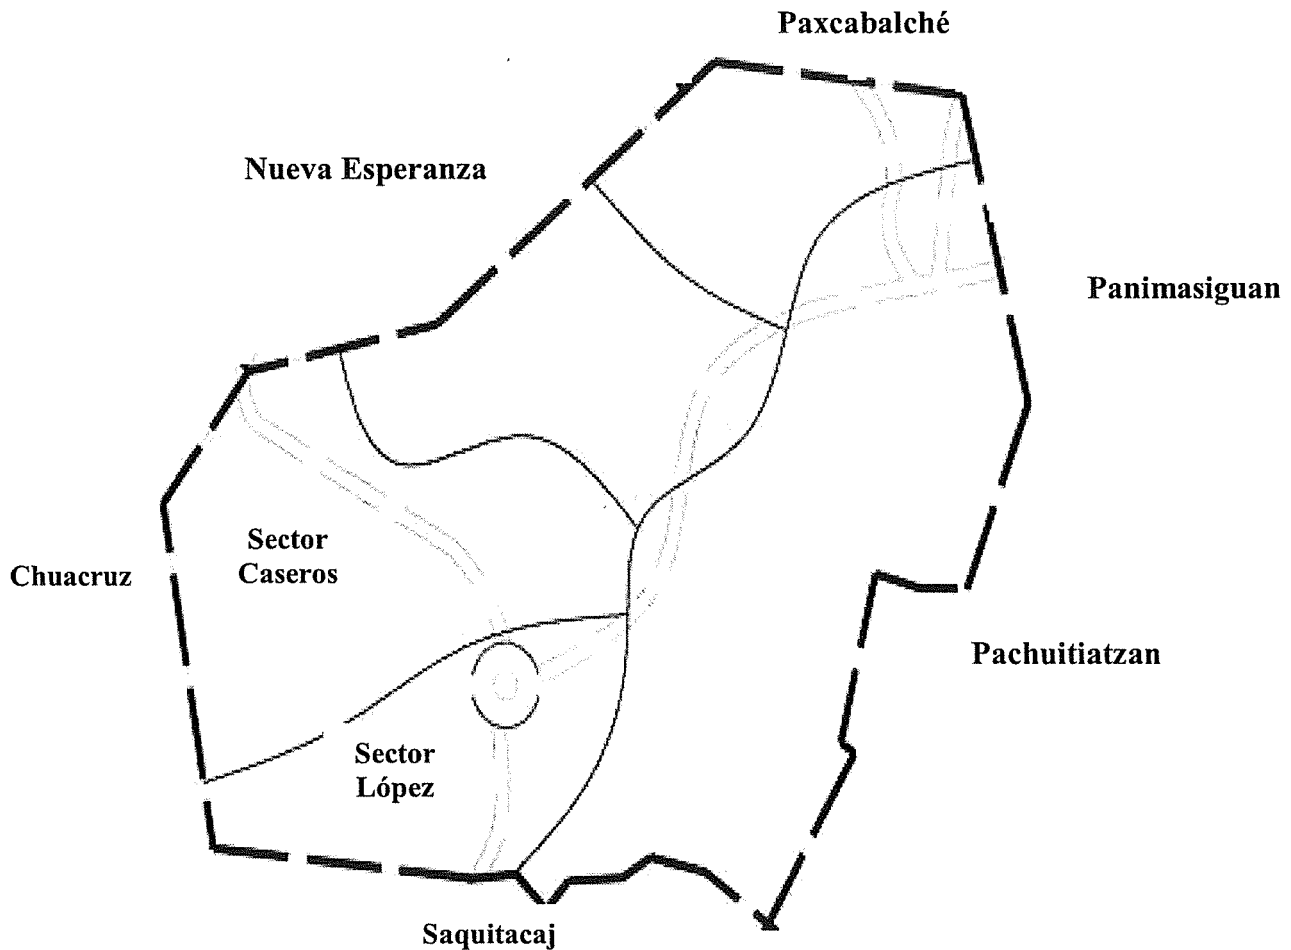 Paxcabalché
Nueva Esperanza
Panimasiguan
Sector
Caseros
Chuacruz
Pachuitiatzan
Sector
López
Saquitacaj